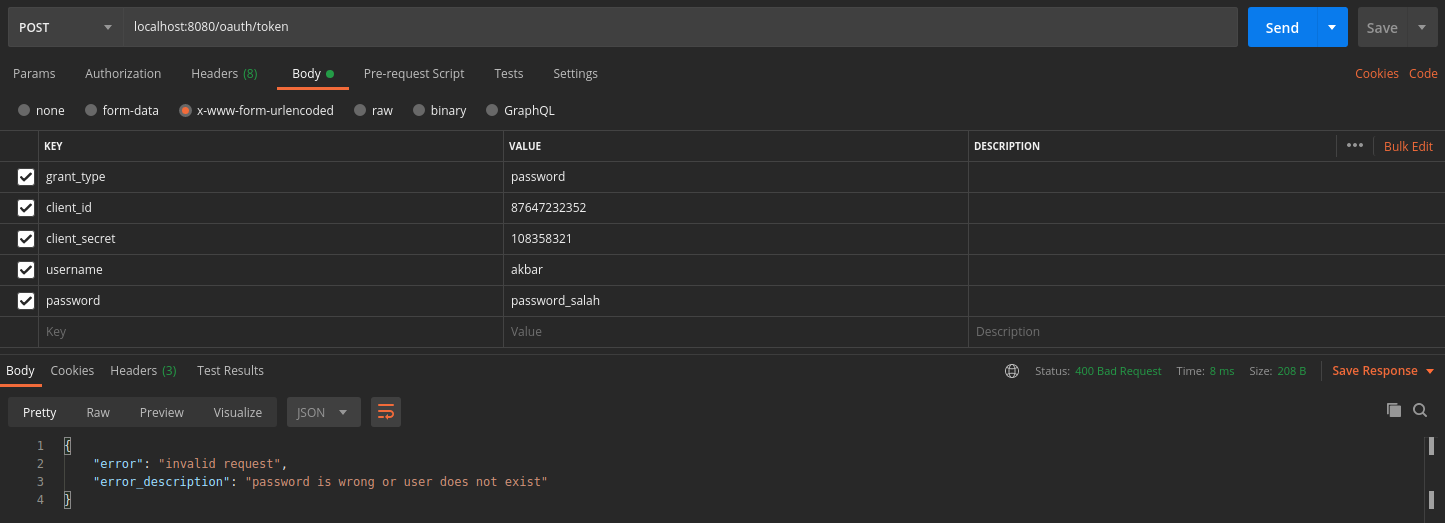 POST localhost:8080/oauth/token Send Save
Params Authorization Headers (8) Body Pre-request Script Tests Settings Cookies Code
none form-data x-www-form-urlencoded raw binary GraphQL
KEY VALUE DESCRIPTION ••• Bulk Edit
grant_type password
client_id 87647232352
client_secret 108358321
username akbar
password password_salah
Key Value Description
Body Cookies Headers (3) Test Results Status: 400 Bad Request Time: 8 ms Size: 208 B Save Response
Pretty Raw Preview Visualize JSON
1 {
2 "error": "invalid request",
3 "error_description": "password is wrong or user does not exist"
4 }